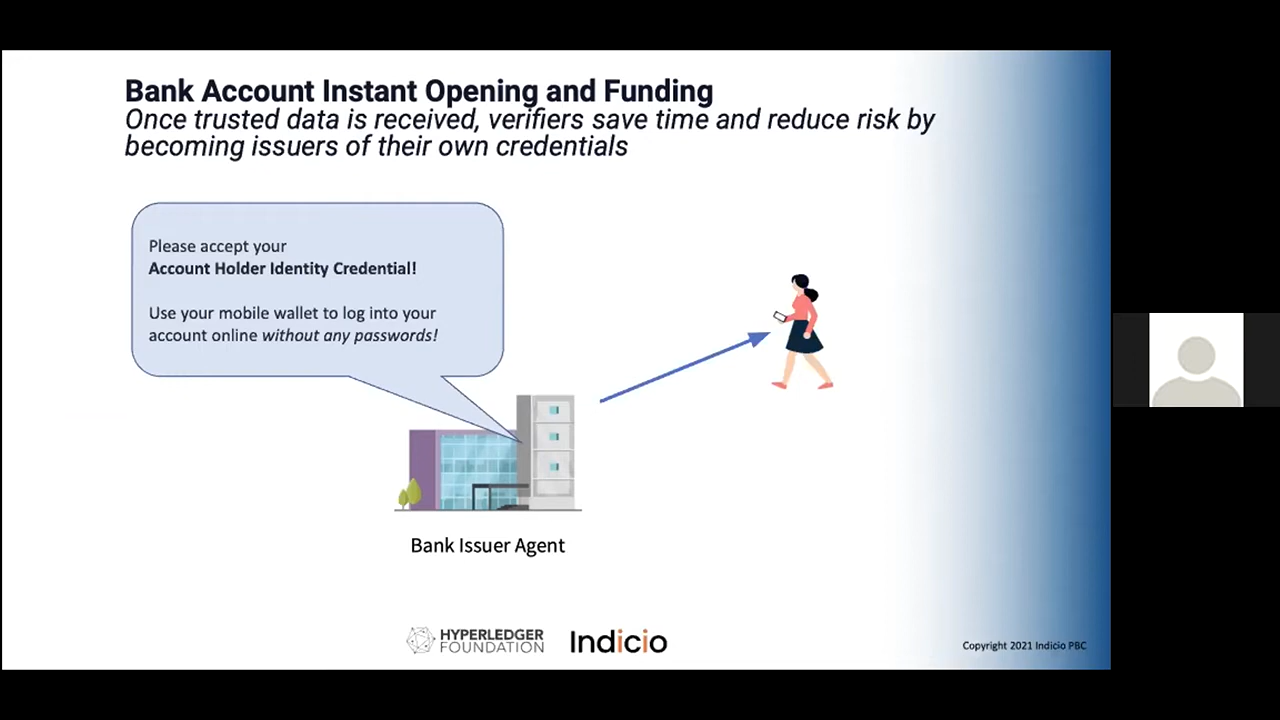 Bank Account Instant Opening and Funding
Once trusted data is received, verifiers save time and reduce risk by
becoming issuers of their own credentials
Please accept your
Account Holder Identity Credential!
Use your mobile wallet to log into your
account online without any passwords!
Bank Issuer Agent
HYPERLEDGER
FOUNDATION
Indicio
Copyright 2021 Indicio PBC